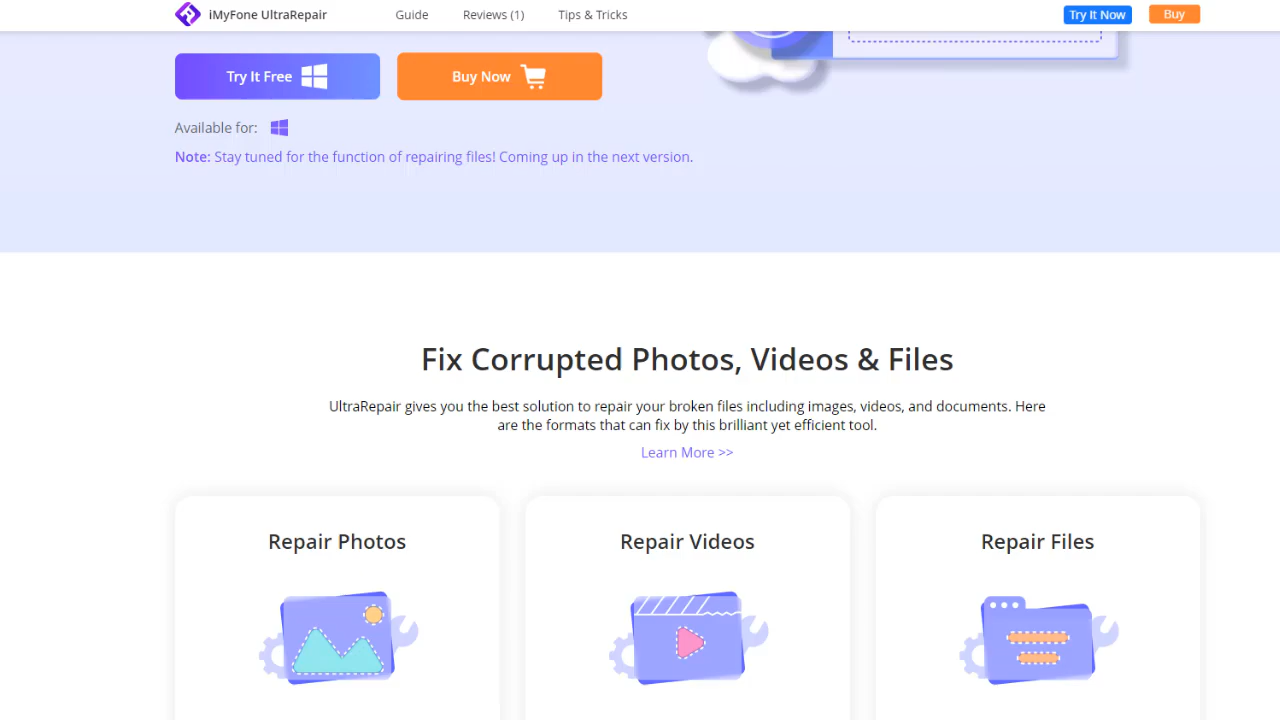 iMyFone UltraRepair Guide Reviews (1) Tips & Tricks Try It Now Buy
Try It Free Buy Now
Available for:
Note: Stay tuned for the function of repairing files! Coming up in the next version.
Fix Corrupted Photos, Videos & Files
UltraRepair gives you the best solution to repair your broken files including images, videos, and documents. Here
are the formats that can fix by this brilliant yet efficient tool.
Learn More >>
Repair Photos Repair Videos Repair Files